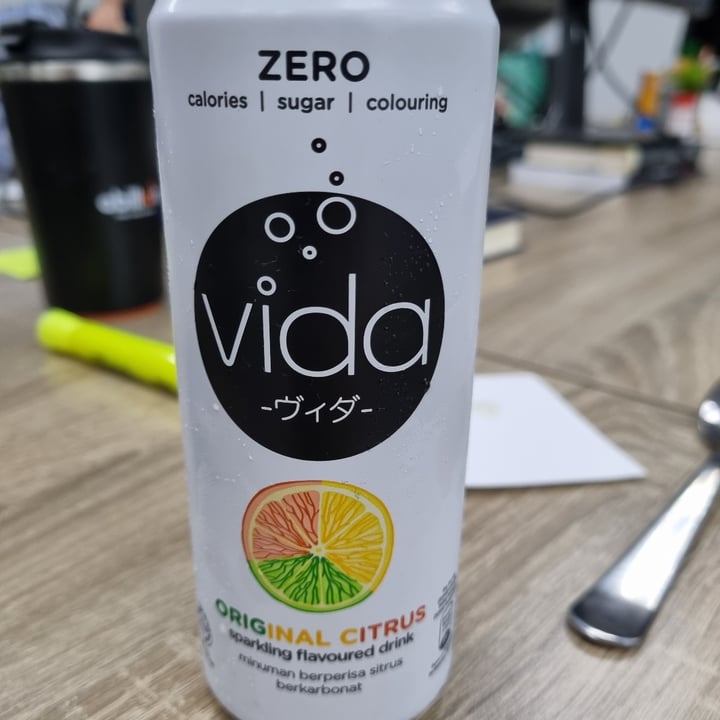 ZERO
calories | sugar | colouring
vida
-ヴィダ-
ORIGINAL CITRUS
sparkling flavoured drink
minuman berperisa sitrus
berkarbonat